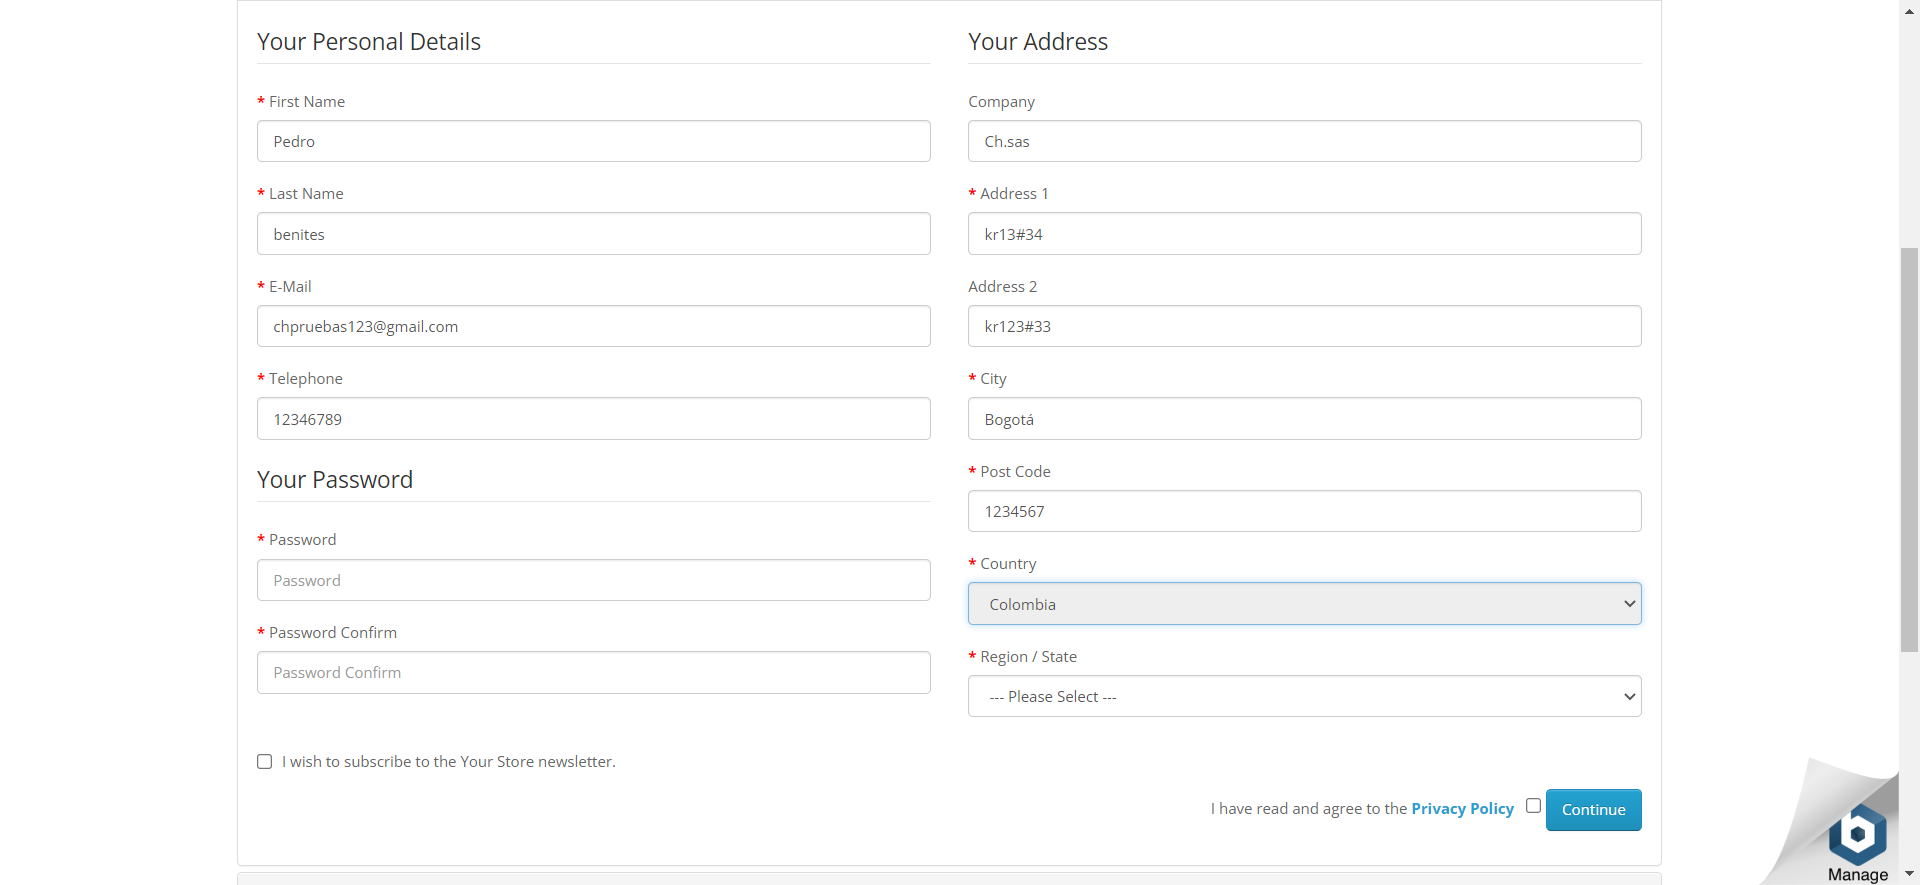 Your Personal Details
* First Name
Pedro
* Last Name
benites
* E-Mail
chpruebas123@gmail.com
* Telephone
12346789
Your Password
* Password
Password
* Password Confirm
Password Confirm
Your Address
Company
Ch.sas
* Address 1
kr13#34
Address 2
kr123#33
* City
Bogotá
* Post Code
1234567
* Country
Colombia
* Region / State
--- Please Select ---
I wish to subscribe to the Your Store newsletter.
I have read and agree to the Privacy Policy
Continue
Manage